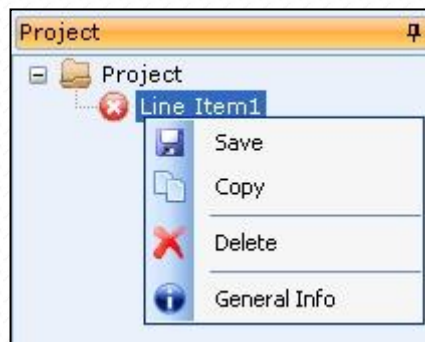 Project
Project
Line Item1
Save
Copy
Delete
General Info